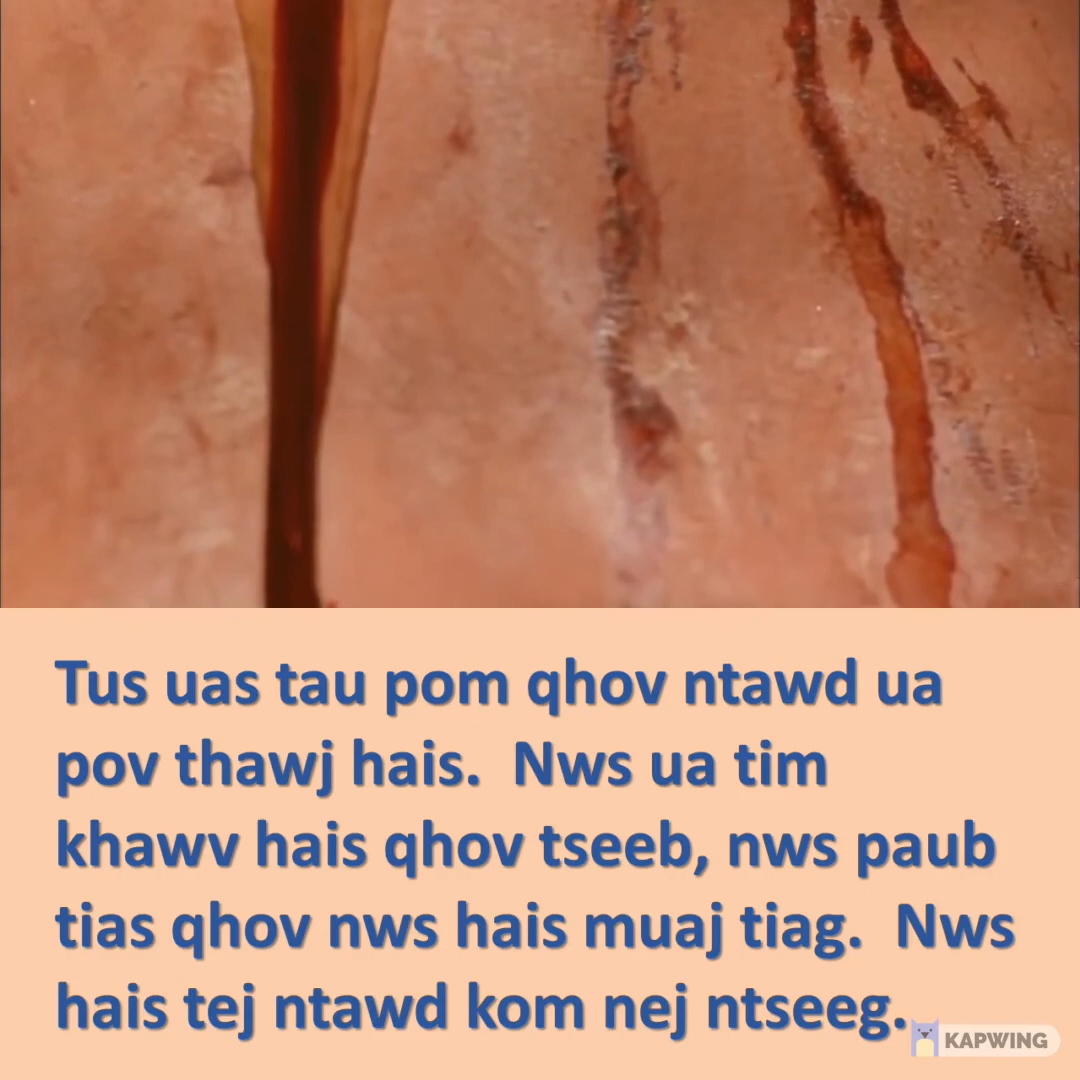 Tus uas tau pom qhov ntawd ua
pov thawj hais.  Nws ua tim
khawv hais qhov tseeb, nws paub
tias qhov nws hais muaj tiag.  Nws
hais tej ntawd kom nej ntseeg.
KAPWING